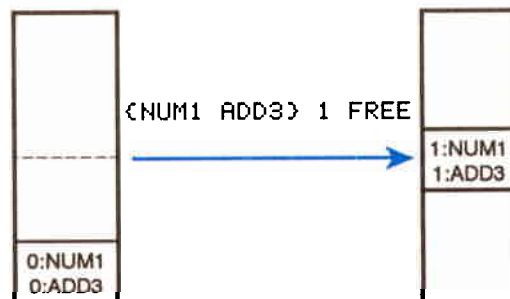 {NUM1 ADD3} 1 FREE
1:NUM1
1:ADD3
0:NUM1
0:ADD3